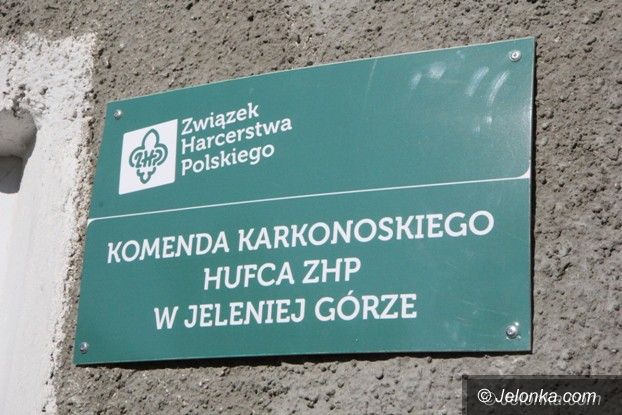 Związek
Harcerstwa
Polskiego
ZHP
KOMENDA KARKONOSKIEGO
HUFCA ZHP
W JELENIEJ GÓRZE
© Jelonka.com